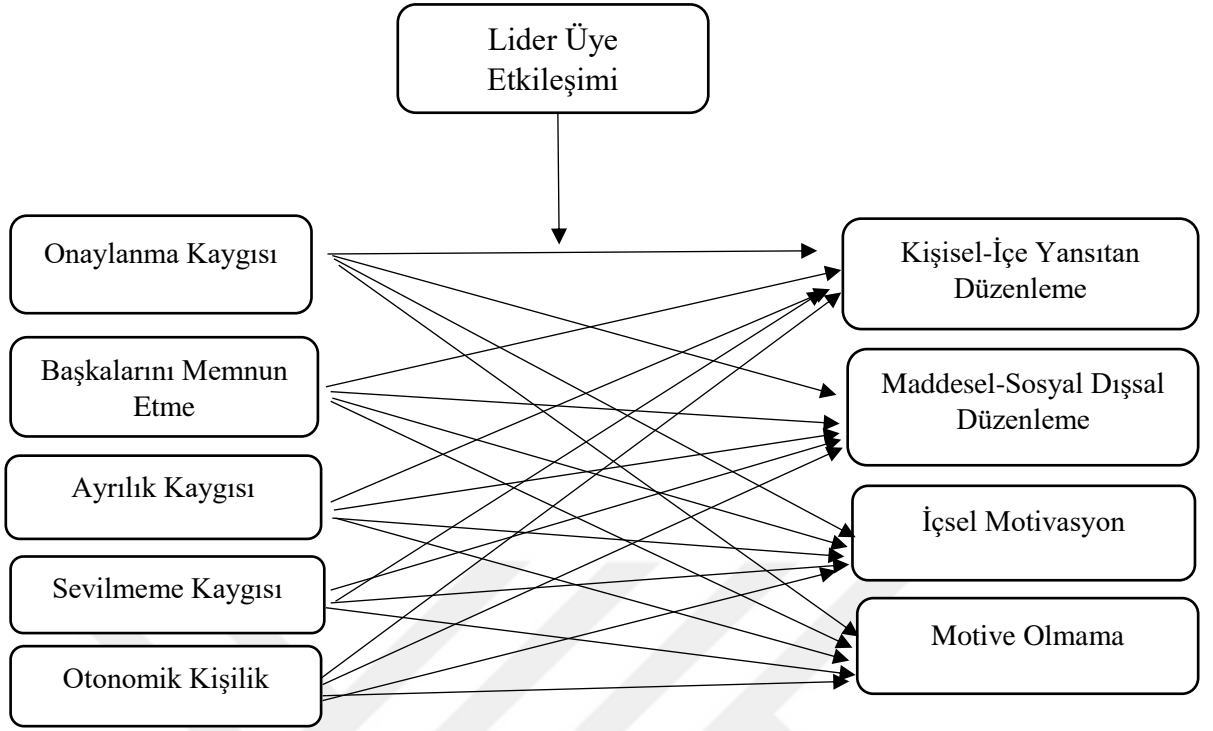 Lider Üye
Etkileşimi
Onaylanma Kaygısı
Başkalarını Memnun
Etme
Ayrılık Kaygısı
Sevilmeme Kaygısı
Otonomik Kişilik
Kişisel-İçe Yansıtan
Düzenleme
Maddesel-Sosyal Dışsal
Düzenleme
İçsel Motivasyon
Motive Olmama